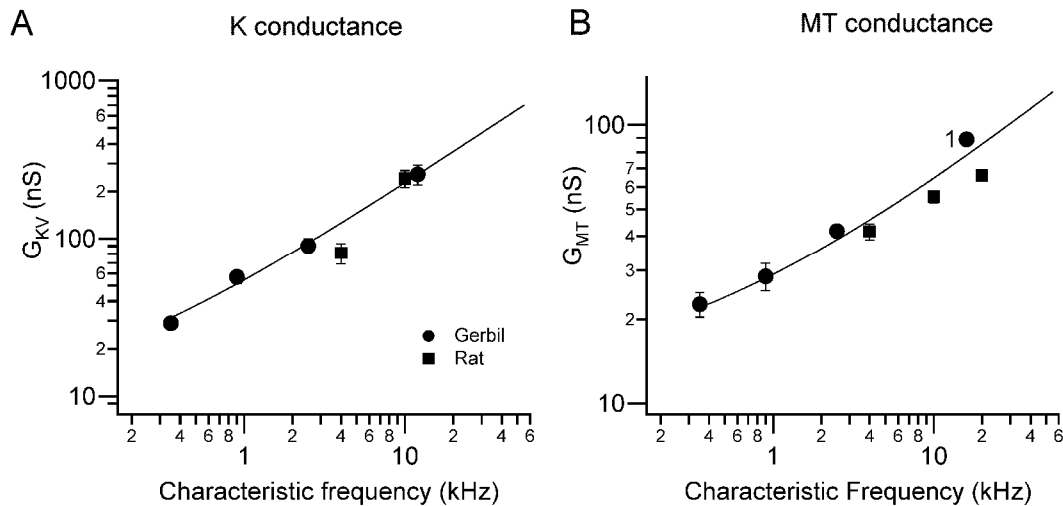 A
K conductance
1000
6
4
2
100
6
4
2
10
G_KV (nS)
Gerbil
Rat
2 4 6 8 1 2 4 6 8 10 2 4 6
Characteristic frequency (kHz)
B
MT conductance
100
7
6
5
4
3
2
10
G_MT (nS)
1
2 4 6 8 1 2 4 6 8 10 2 4 6
Characteristic Frequency (kHz)